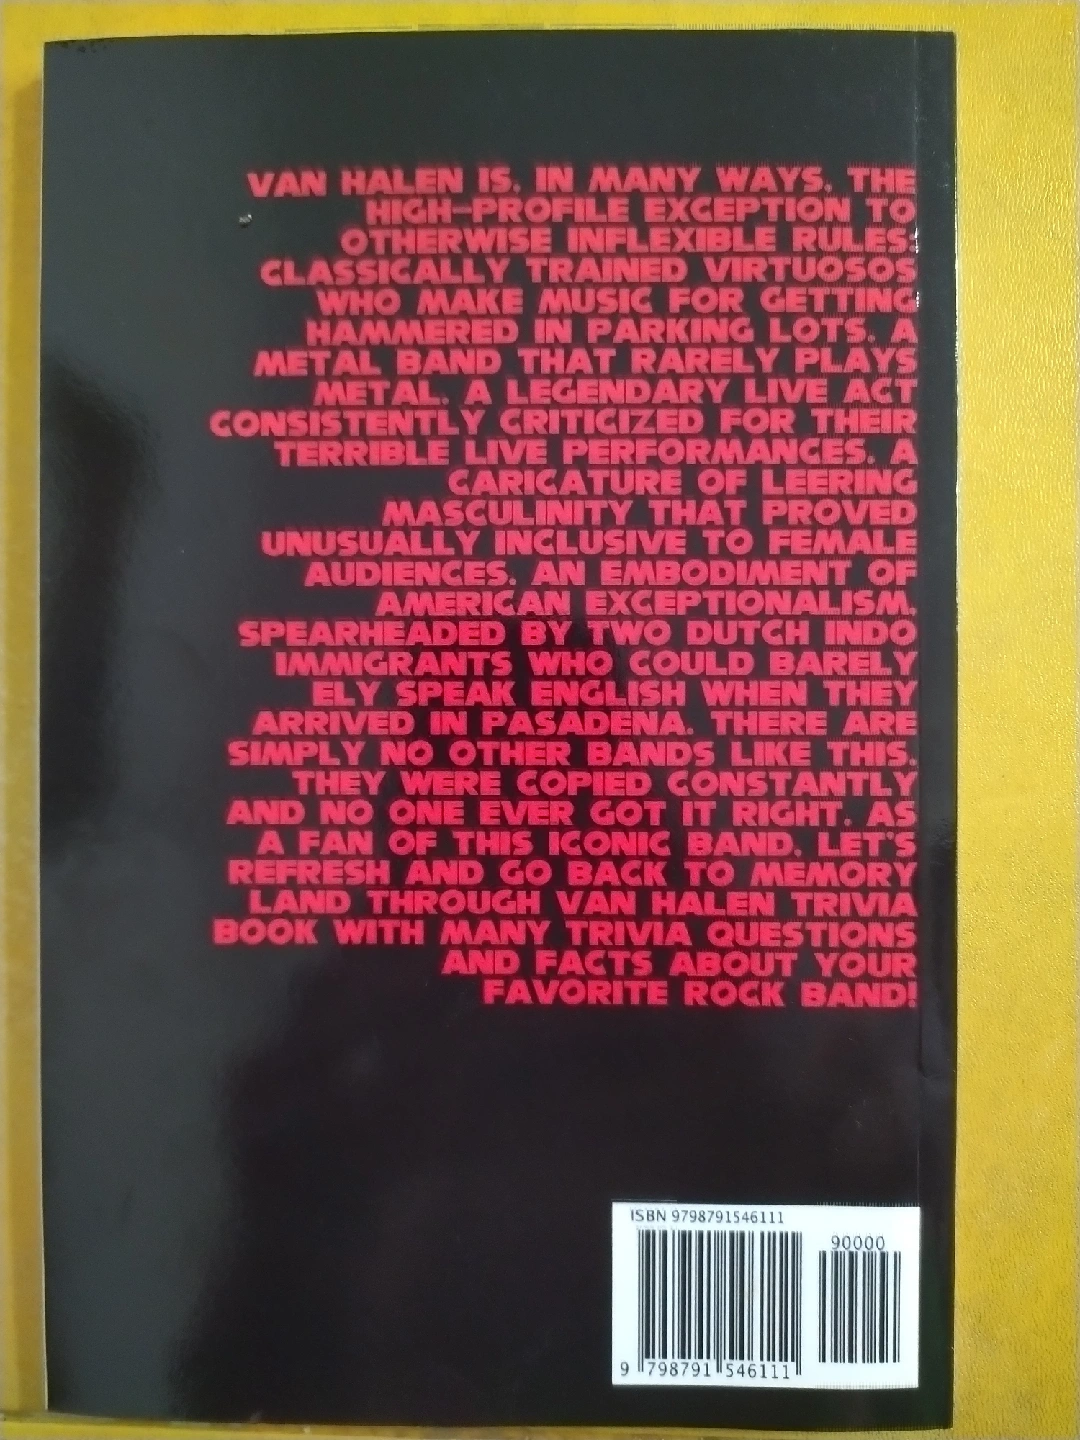 VAN HALEN IS, IN MANY WAYS, THE
HIGH-PROFILE EXCEPTION TO
OTHERWISE INFLEXIBLE RULES:
CLASSICALLY TRAINED VIRTUOSOS
WHO MAKE MUSIC FOR GETTING
HAMMERED IN PARKING LOTS. A
METAL BAND THAT RARELY PLAYS
METAL. A LEGENDARY LIVE ACT
CONSISTENTLY CRITICIZED FOR THEIR
TERRIBLE LIVE PERFORMANCES. A
CARICATURE OF LEERING
MASCULINITY THAT PROVED
UNUSUALLY INCLUSIVE TO FEMALE
AUDIENCES. AN EMBODIMENT OF
AMERICAN EXCEPTIONALISM,
SPEARHEADED BY TWO DUTCH INDO
IMMIGRANTS WHO COULD BARELY
ELY SPEAK ENGLISH WHEN THEY
ARRIVED IN PASADENA. THERE ARE
SIMPLY NO OTHER BANDS LIKE THIS.
THEY WERE COPIED CONSTANTLY
AND NO ONE EVER GOT IT RIGHT. AS
A FAN OF THIS ICONIC BAND, LET'S
REFRESH AND GO BACK TO MEMORY
LAND THROUGH VAN HALEN TRIVIA
BOOK WITH MANY TRIVIA QUESTIONS
AND FACTS ABOUT YOUR
FAVORITE ROCK BAND!
ISBN 9798791546111
90000
9 798791 546111